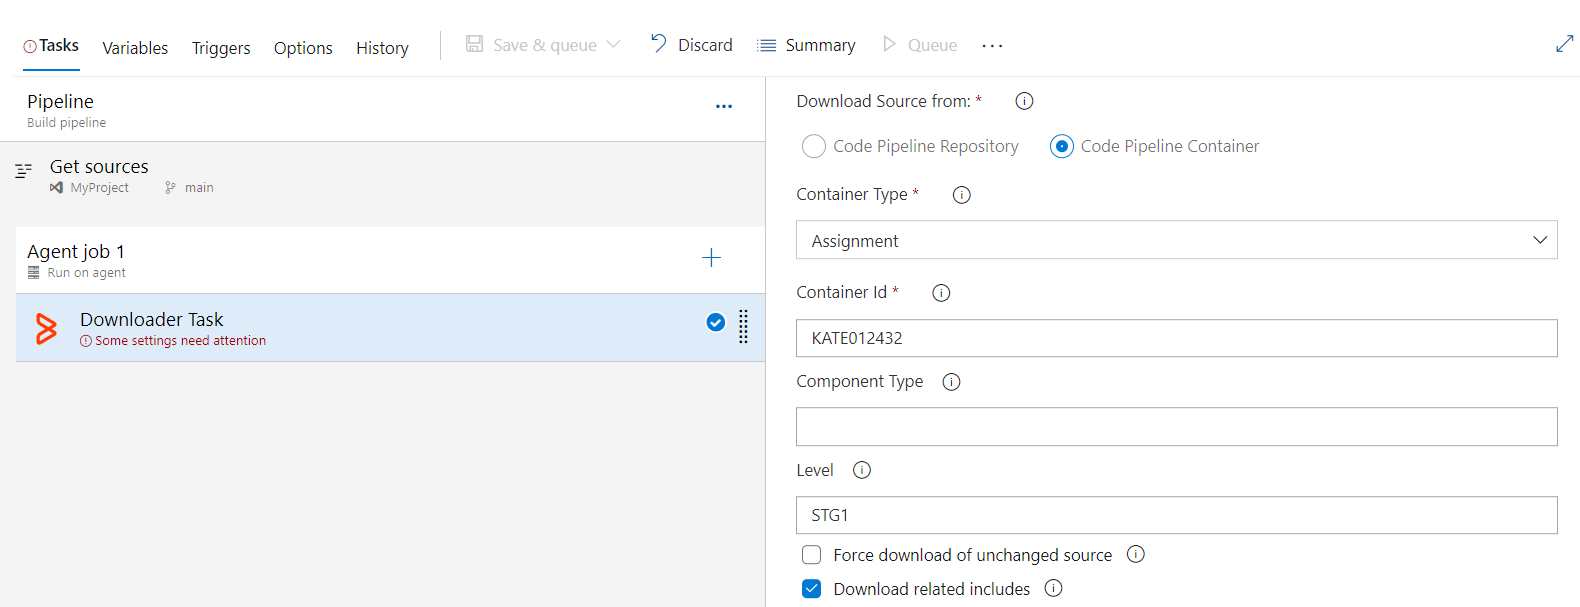 Tasks Variables Triggers Options History Save & queue Discard Summary Queue ...
Pipeline ...
Build pipeline
Get sources
MyProject main
Agent job 1
Run on agent
Downloader Task
Some settings need attention
Download Source from: *
Code Pipeline Repository Code Pipeline Container
Container Type *
Assignment
Container Id *
KATE012432
Component Type
Level
STG1
Force download of unchanged source
Download related includes